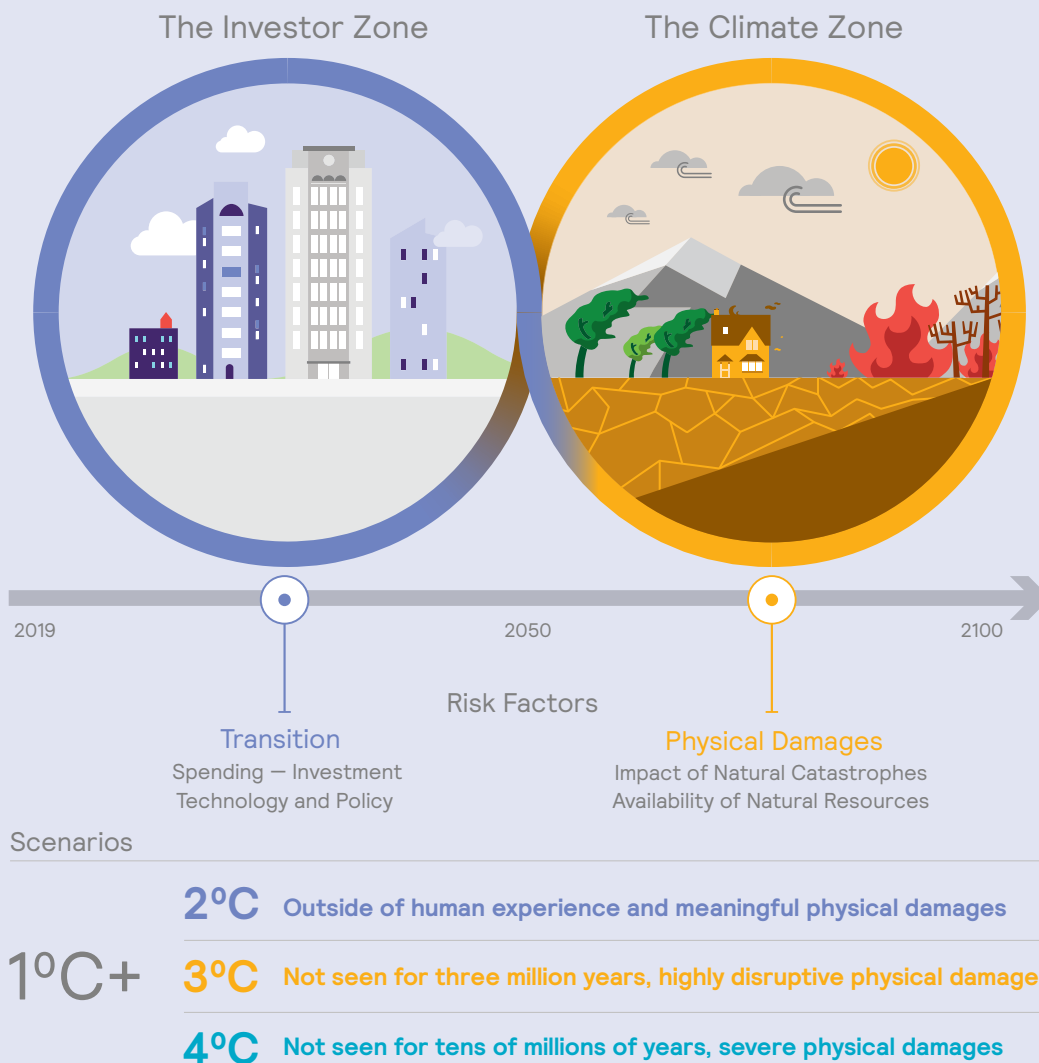 The Investor Zone
The Climate Zone
2019
2050
2100
Risk Factors
Transition
Spending — Investment
Technology and Policy
Physical Damages
Impact of Natural Catastrophes
Availability of Natural Resources
Scenarios
1ºC+
2ºC Outside of human experience and meaningful physical damages
3ºC Not seen for three million years, highly disruptive physical damage
4ºC Not seen for tens of millions of years, severe physical damages